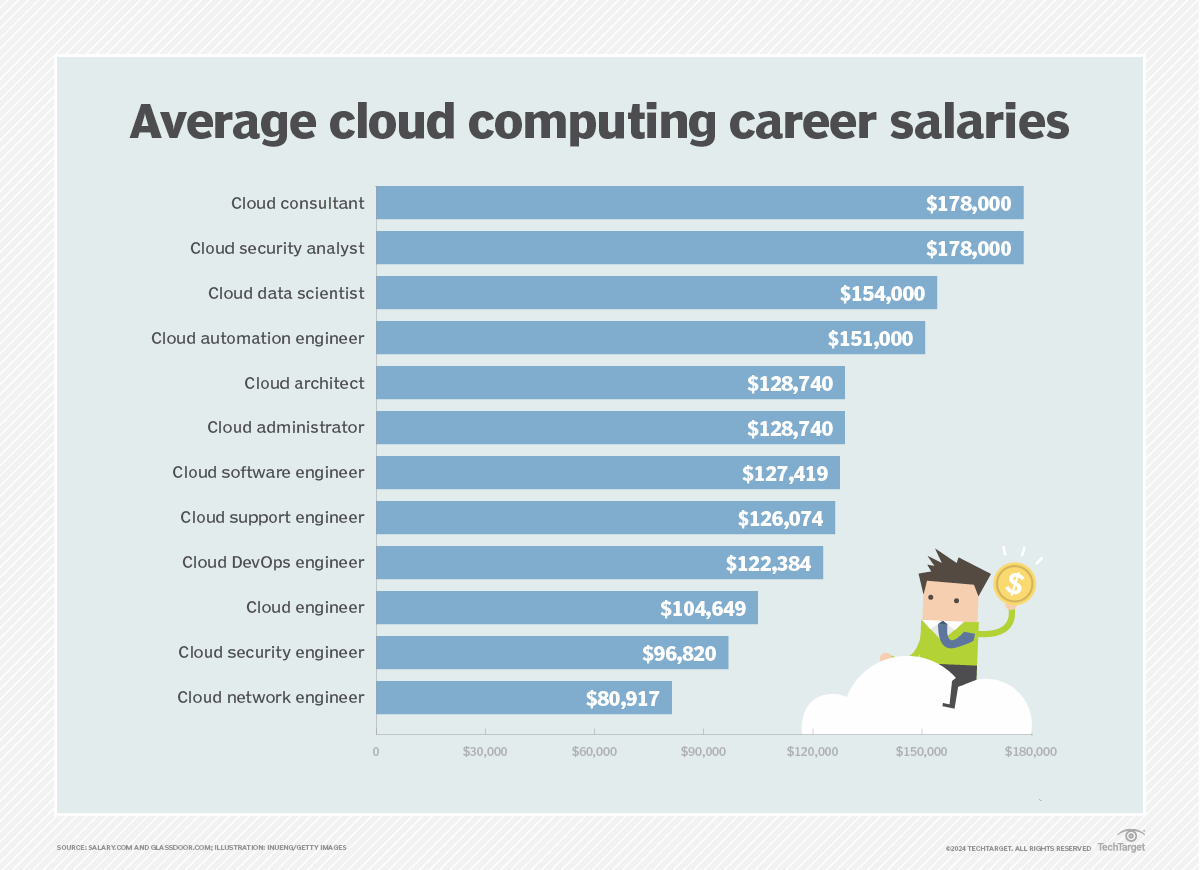 Average cloud computing career salaries
Cloud consultant $178,000
Cloud security analyst $178,000
Cloud data scientist $154,000
Cloud automation engineer $151,000
Cloud architect $128,740
Cloud administrator $128,740
Cloud software engineer $127,419
Cloud support engineer $126,074
Cloud DevOps engineer $122,384
Cloud engineer $104,649
Cloud security engineer $96,820
Cloud network engineer $80,917
$
0 $30,000 $60,000 $90,000 $120,000 $150,000 $180,000
SOURCE: SALARY.COM AND GLASSDOOR.COM; ILLUSTRATION: INUENG/GETTY IMAGES
©2024 TECHTARGET. ALL RIGHTS RESERVED TechTarget